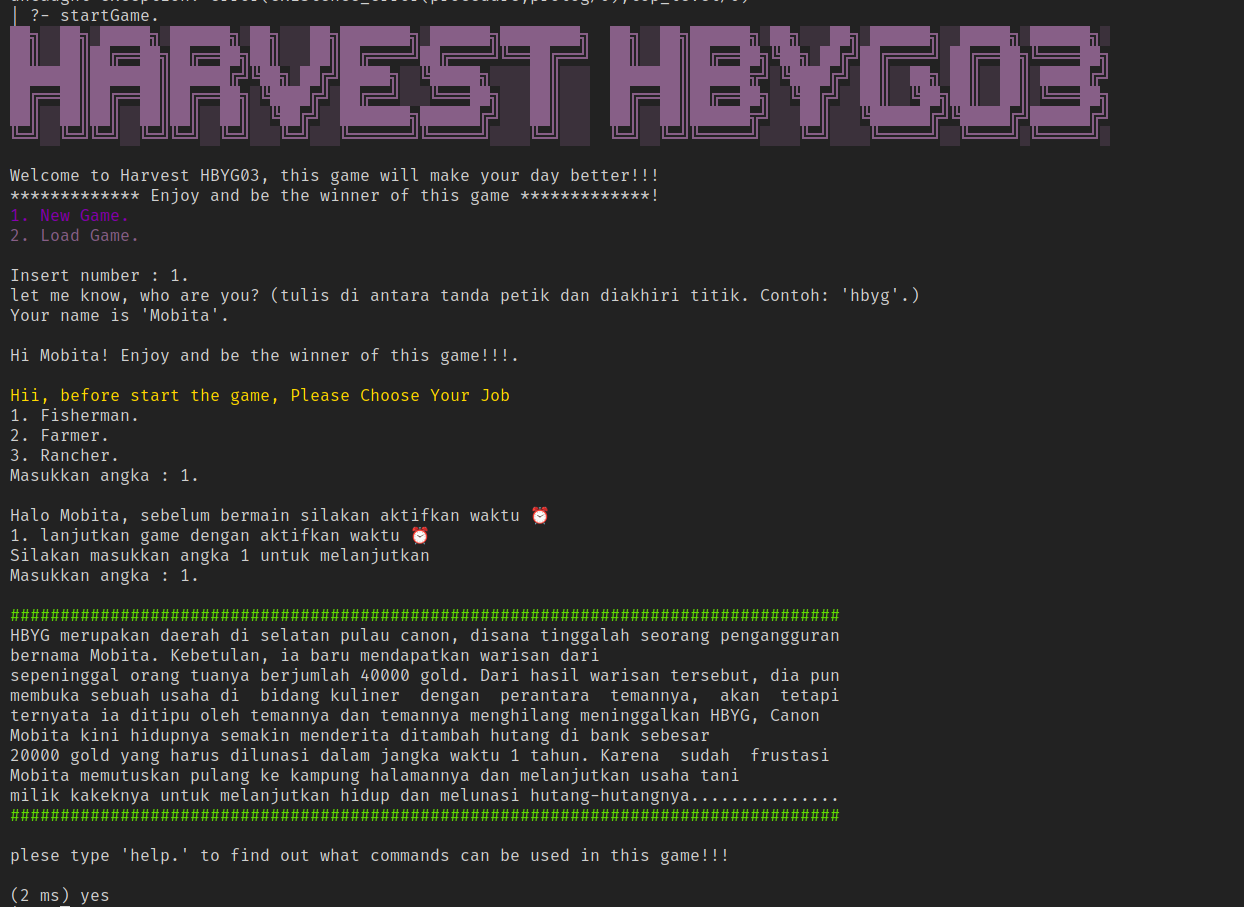 | ?- startGame.
HARVEST HBYG03
Welcome to Harvest HBYG03, this game will make your day better!!!
************* Enjoy and be the winner of this game *************!
1. New Game.
2. Load Game.
Insert number : 1.
let me know, who are you? (tulis di antara tanda petik dan diakhiri titik. Contoh: 'hbyg'.)
Your name is 'Mobita'.
Hi Mobita! Enjoy and be the winner of this game!!!.
Hii, before start the game, Please Choose Your Job
1. Fisherman.
2. Farmer.
3. Rancher.
Masukkan angka : 1.
Halo Mobita, sebelum bermain silakan aktifkan waktu ⏰
1. lanjutkan game dengan aktifkan waktu ⏰
Silakan masukkan angka 1 untuk melanjutkan
Masukkan angka : 1.
###################################################################################
HBYG merupakan daerah di selatan pulau canon, disana tinggalah seorang pengangguran
bernama Mobita. Kebetulan, ia baru mendapatkan warisan dari
sepeninggal orang tuanya berjumlah 40000 gold. Dari hasil warisan tersebut, dia pun
membuka sebuah usaha di  bidang kuliner  dengan  perantara  temannya,  akan  tetapi
ternyata ia ditipu oleh temannya dan temannya menghilang meninggalkan HBYG, Canon
Mobita kini hidupnya semakin menderita ditambah hutang di bank sebesar
20000 gold yang harus dilunasi dalam jangka waktu 1 tahun. Karena  sudah  frustasi
Mobita memutuskan pulang ke kampung halamannya dan melanjutkan usaha tani
milik kakeknya untuk melanjutkan hidup dan melunasi hutang-hutangnya...............
###################################################################################
plese type 'help.' to find out what commands can be used in this game!!!
(2 ms) yes